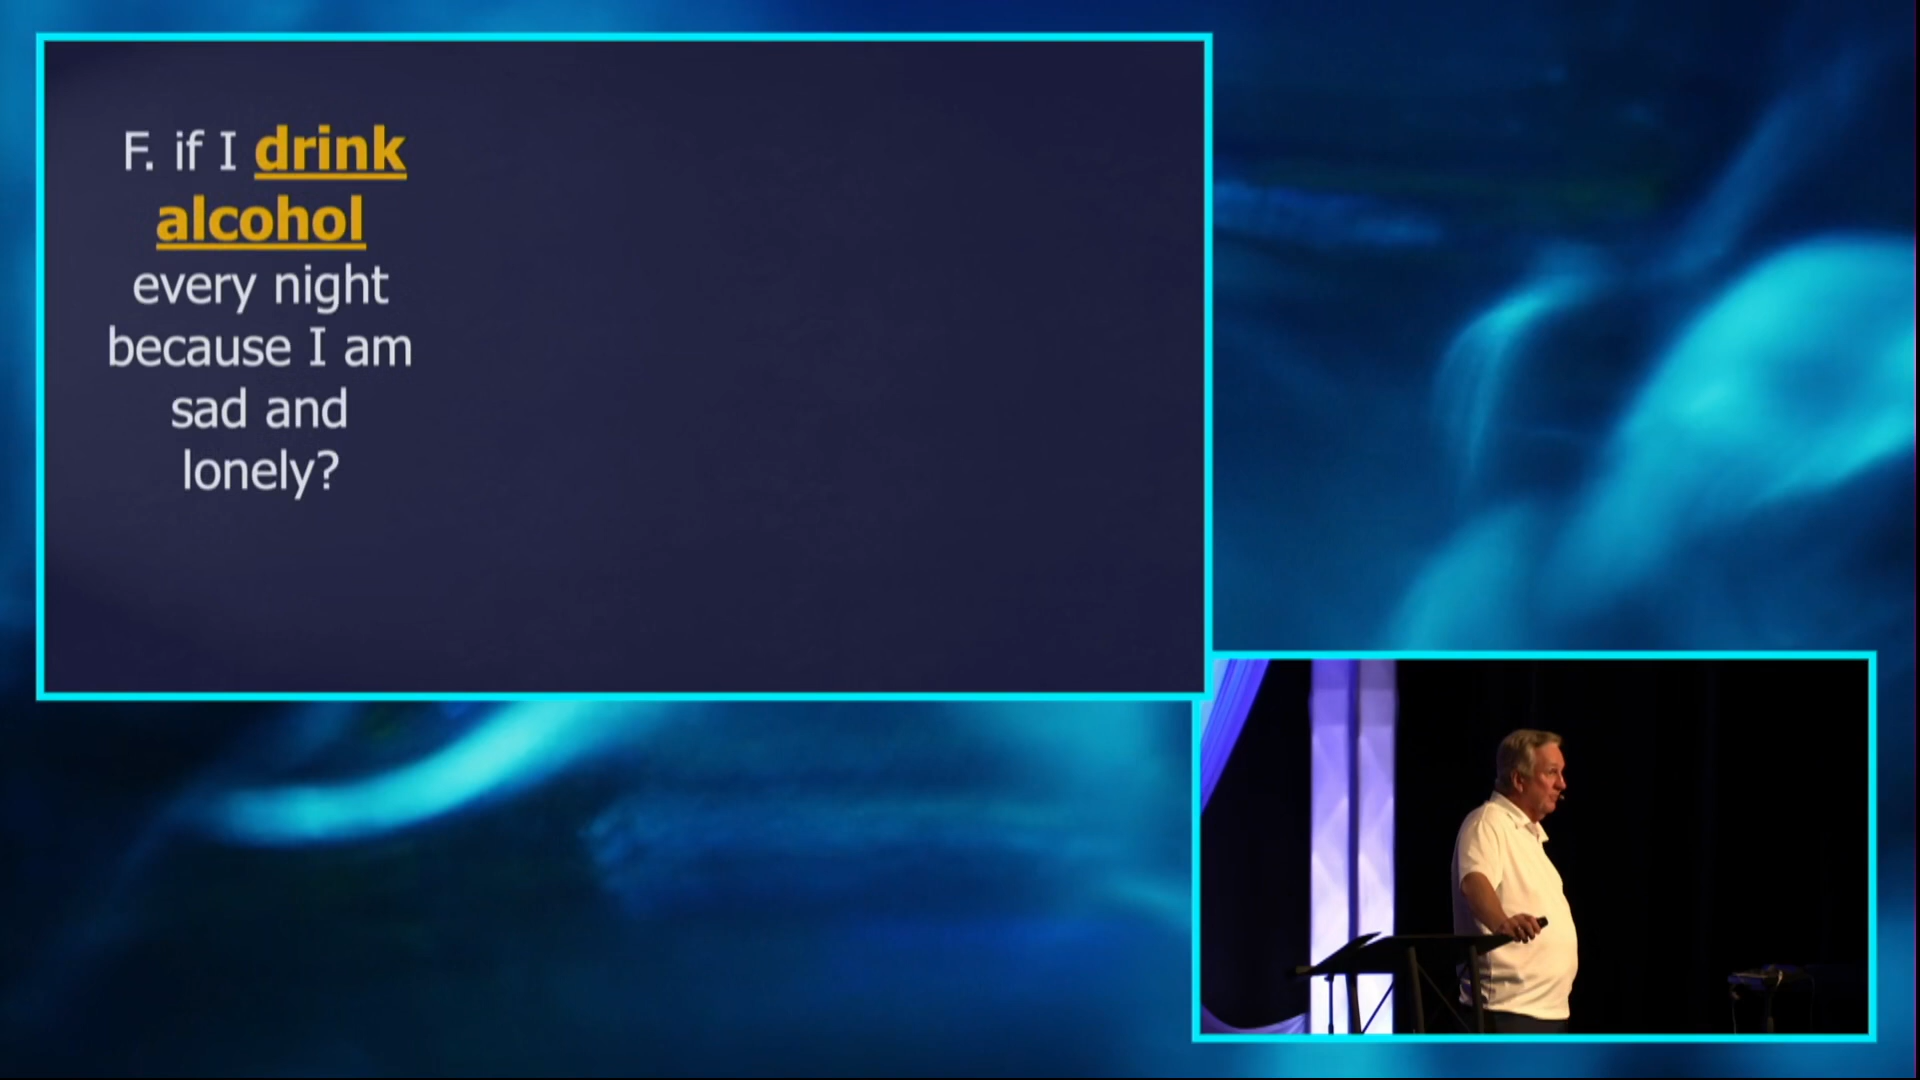 F. if I drink
alcohol
every night
because I am
sad and
lonely?